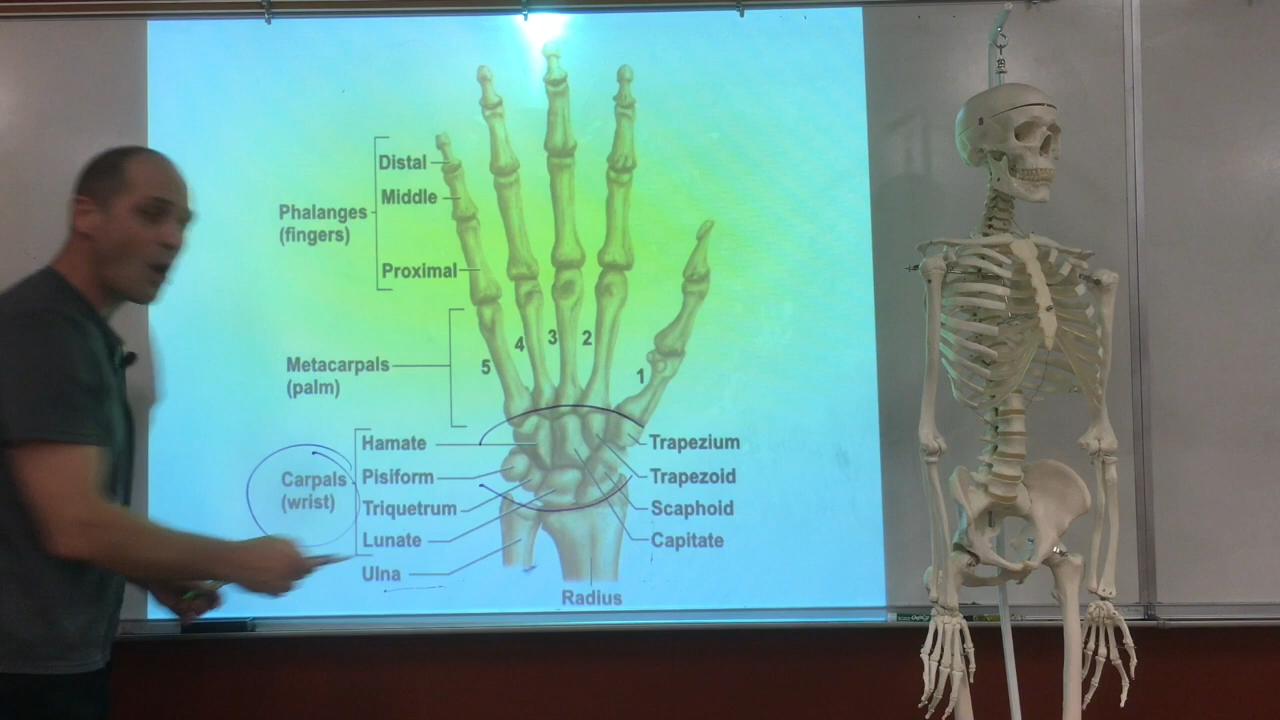 Distal
Middle
Phalanges
(fingers)
Proximal
Metacarpals
(palm)
5
4
3
2
1
Hamate
Carpals
(wrist)
Pisiform
Triquetrum
Lunate
Ulna
Trapezium
Trapezoid
Scaphoid
Capitate
Radius